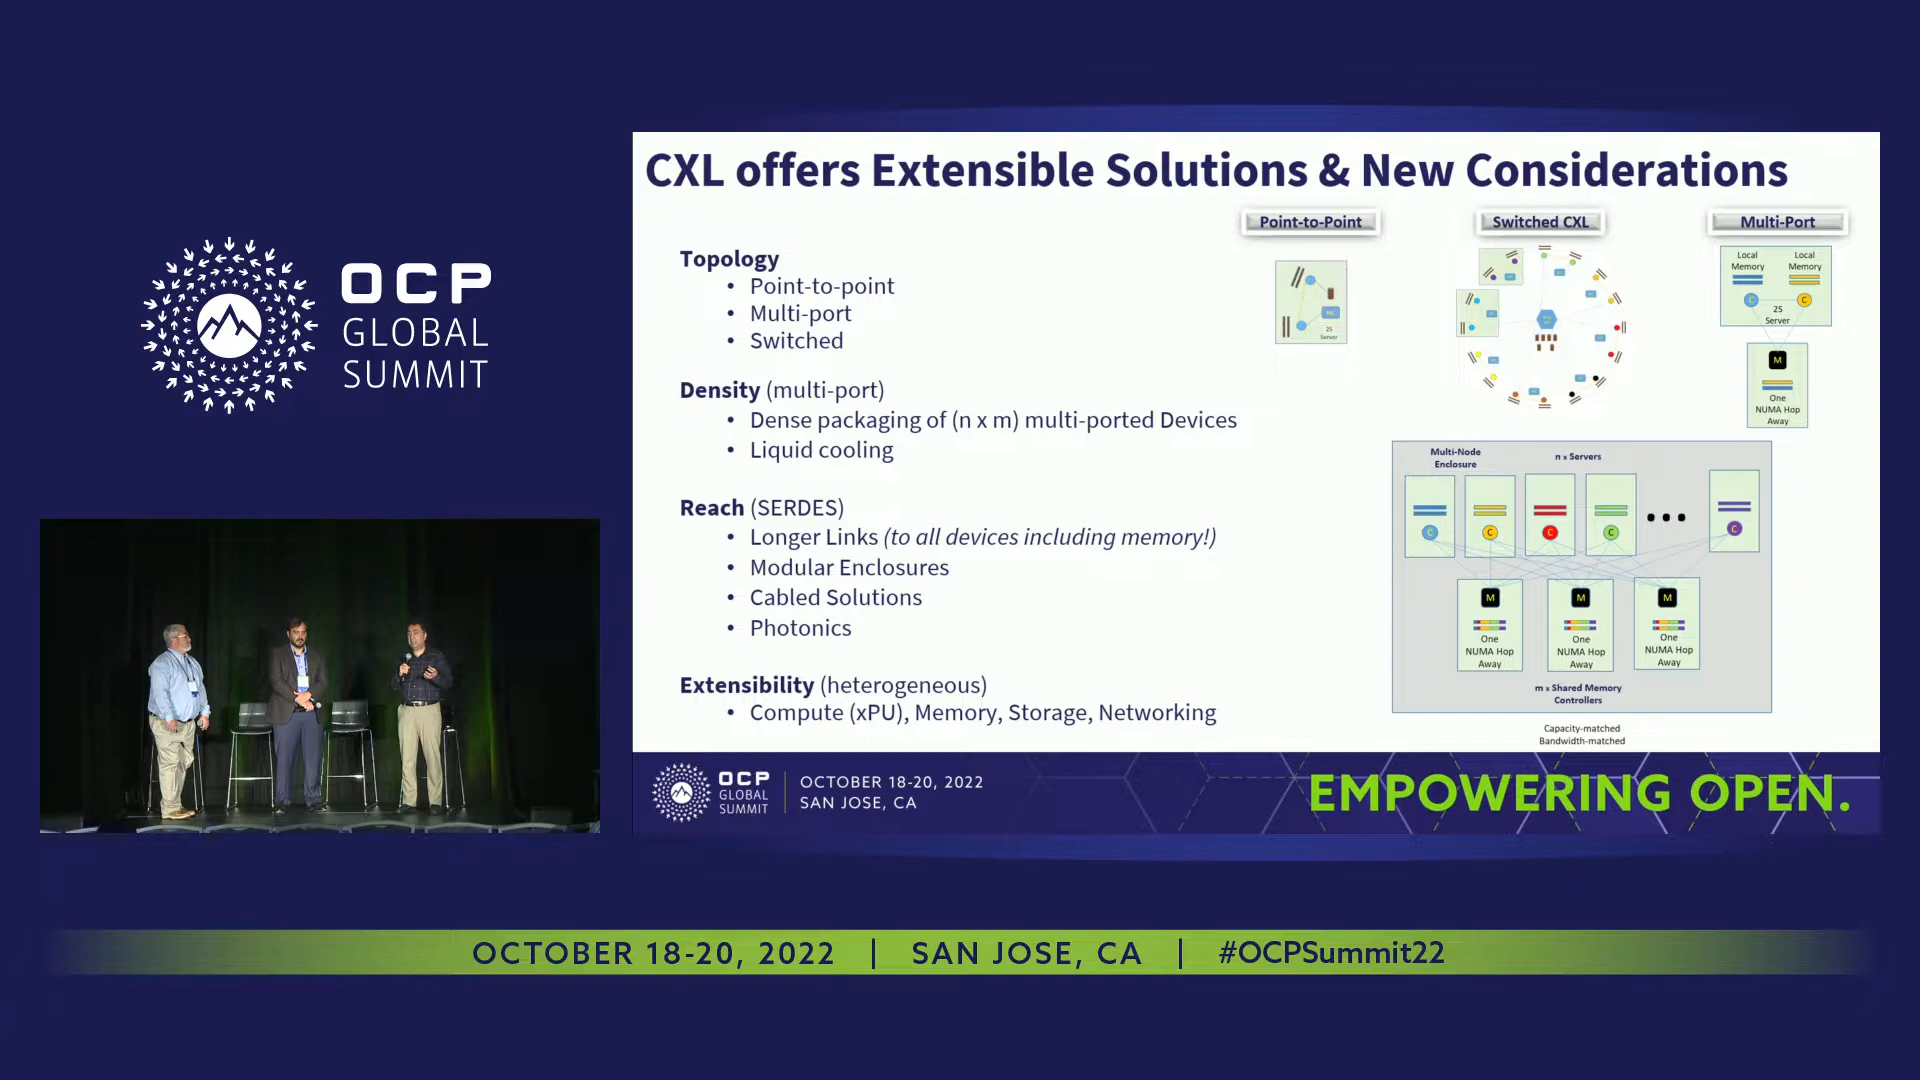 OCP
GLOBAL
SUMMIT
CXL offers Extensible Solutions & New Considerations
Topology
• Point-to-point
• Multi-port
• Switched
Density (multi-port)
• Dense packaging of (n x m) multi-ported Devices
• Liquid cooling
Reach (SERDES)
• Longer Links (to all devices including memory!)
• Modular Enclosures
• Cabled Solutions
• Photonics
Extensibility (heterogeneous)
• Compute (xPU), Memory, Storage, Networking
Point-to-Point
2S
Server
Switched CXL
Multi-Port
Local
Memory
Local
Memory
C
C
2S
Server
M
One
NUMA Hop
Away
Multi-Node
Enclosure
n x Servers
C
C
C
C
...
C
M
One
NUMA Hop
Away
M
One
NUMA Hop
Away
M
One
NUMA Hop
Away
m x Shared Memory
Controllers
Capacity-matched
Bandwidth-matched
OCP
GLOBAL
SUMMIT
OCTOBER 18-20, 2022
SAN JOSE, CA
EMPOWERING OPEN.
OCTOBER 18-20, 2022 | SAN JOSE, CA | #OCPSummit22